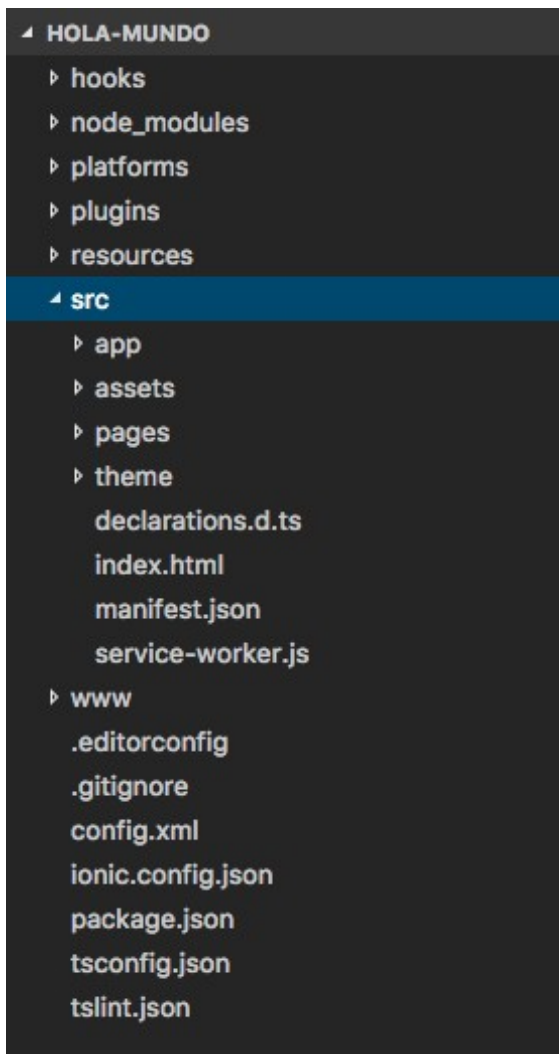 HOLA-MUNDO
hooks
node_modules
platforms
plugins
resources
src
app
assets
pages
theme
declarations.d.ts
index.html
manifest.json
service-worker.js
www
.editorconfig
.gitignore
config.xml
ionic.config.json
package.json
tsconfig.json
tslint.json